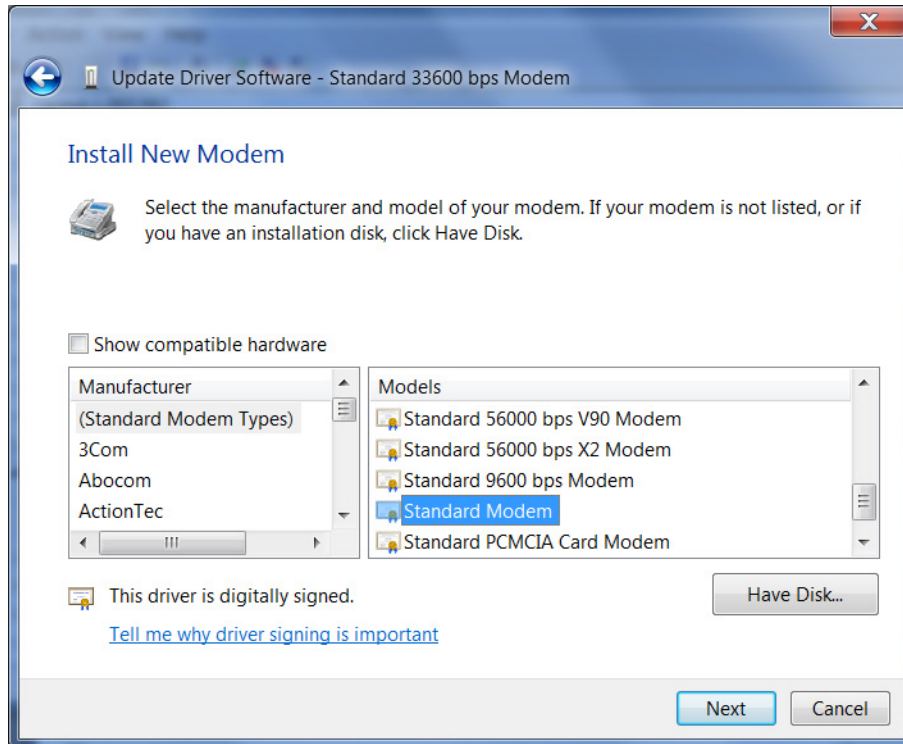 Update Driver Software - Standard 33600 bps Modem
Install New Modem
Select the manufacturer and model of your modem. If your modem is not listed, or if
you have an installation disk, click Have Disk.
Show compatible hardware
Manufacturer
(Standard Modem Types)
3Com
Abocom
ActionTec
Models
Standard 56000 bps V90 Modem
Standard 56000 bps X2 Modem
Standard 9600 bps Modem
Standard Modem
Standard PCMCIA Card Modem
This driver is digitally signed.
Have Disk...
Tell me why driver signing is important
Next
Cancel